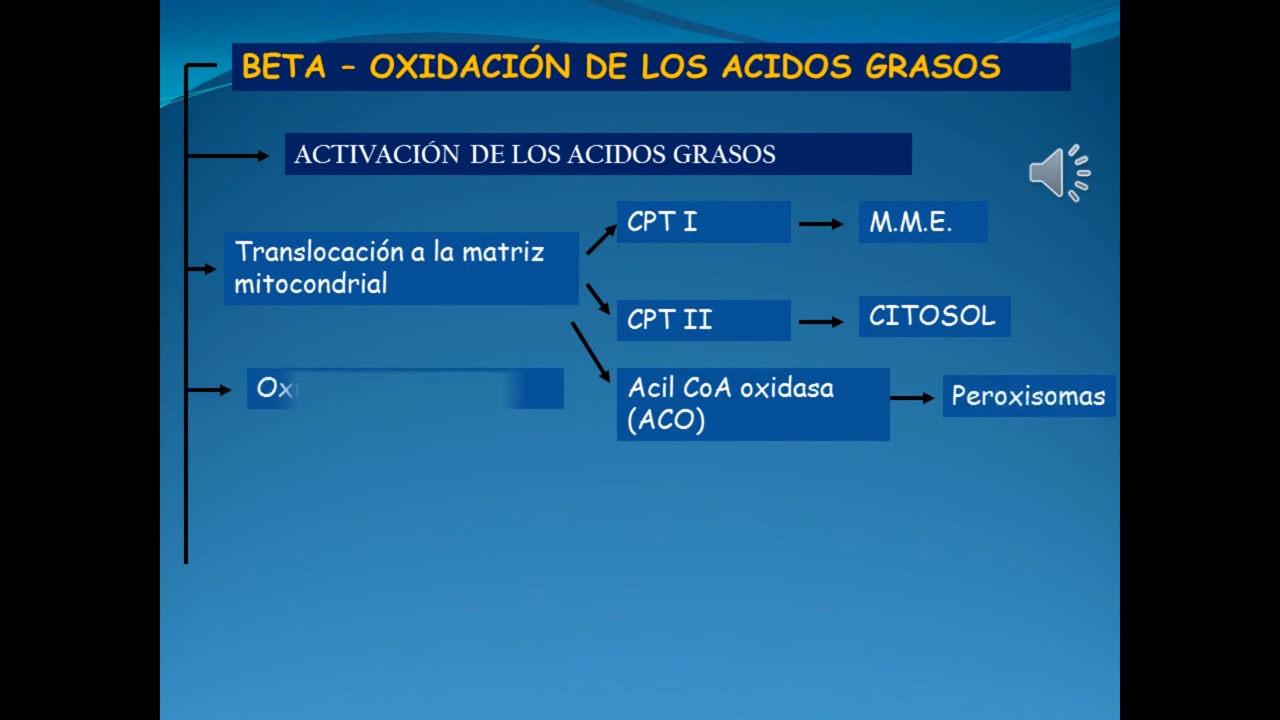 BETA – OXIDACIÓN DE LOS ACIDOS GRASOS
ACTIVACIÓN DE LOS ACIDOS GRASOS
Translocación a la matriz
mitocondrial
CPT I
M.M.E.
CPT II
CITOSOL
Acil CoA oxidasa
(ACO)
Peroxisomas